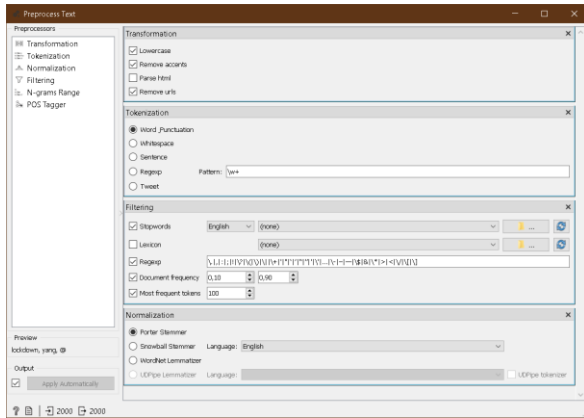 Preprocess Text
Preprocessors
Transformation
Tokenization
Normalization
Filtering
N-grams Range
POS Tagger
Preview
lockdown, yang, @
Output
Apply Automatically
2000 2000
Transformation
Lowercase
Remove accents
Parse html
Remove urls
Tokenization
Word_Punctuation
Whitespace
Sentence
Regexp Pattern: \w+
Tweet
Filtering
Stopwords English (none) ...
Lexicon (none) ...
Regexp
Document frequency 0,10 0,90
Most frequent tokens 100
Normalization
Porter Stemmer
Snowball Stemmer Language: English
WordNet Lemmatizer
UDPipe Lemmatizer Language: UDPipe tokenizer